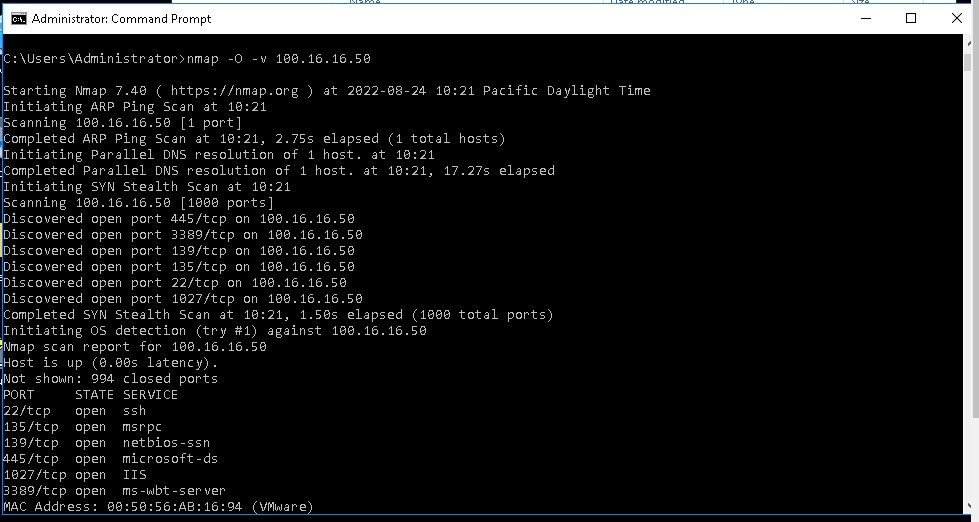 Name Date modified Type Size
Administrator: Command Prompt
C:\Users\Administrator>nmap -O -v 100.16.16.50
Starting Nmap 7.40 ( https://nmap.org ) at 2022-08-24 10:21 Pacific Daylight Time
Initiating ARP Ping Scan at 10:21
Scanning 100.16.16.50 [1 port]
Completed ARP Ping Scan at 10:21, 2.75s elapsed (1 total hosts)
Initiating Parallel DNS resolution of 1 host. at 10:21
Completed Parallel DNS resolution of 1 host. at 10:21, 17.27s elapsed
Initiating SYN Stealth Scan at 10:21
Scanning 100.16.16.50 [1000 ports]
Discovered open port 445/tcp on 100.16.16.50
Discovered open port 3389/tcp on 100.16.16.50
Discovered open port 139/tcp on 100.16.16.50
Discovered open port 135/tcp on 100.16.16.50
Discovered open port 22/tcp on 100.16.16.50
Discovered open port 1027/tcp on 100.16.16.50
Completed SYN Stealth Scan at 10:21, 1.50s elapsed (1000 total ports)
Initiating OS detection (try #1) against 100.16.16.50
Nmap scan report for 100.16.16.50
Host is up (0.00s latency).
Not shown: 994 closed ports
PORT STATE SERVICE
22/tcp open ssh
135/tcp open msrpc
139/tcp open netbios-ssn
445/tcp open microsoft-ds
1027/tcp open IIS
3389/tcp open ms-wbt-server
MAC Address: 00:50:56:AB:16:94 (VMware)